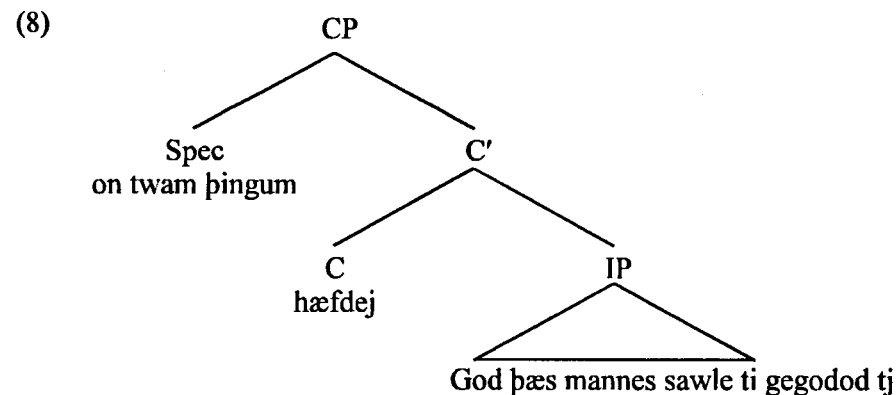 (8)
CP
Spec C′
on twam þingum
C IP
hæfdej
God þæs mannes sawle ti gegodod tj